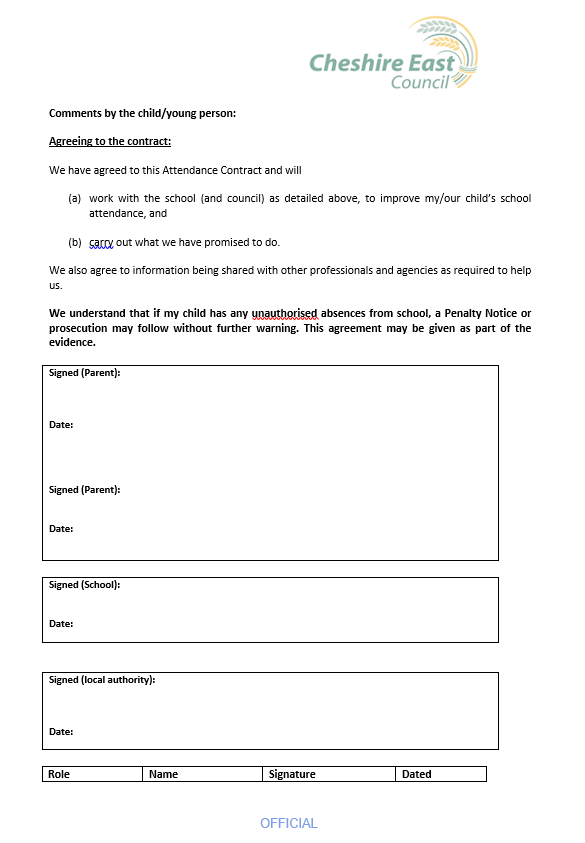 Cheshire East
Council
Comments by the child/young person:
Agreeing to the contract:
We have agreed to this Attendance Contract and will
(a) work with the school (and council) as detailed above, to improve my/our child's school
attendance, and
(b) carry out what we have promised to do.
We also agree to information being shared with other professionals and agencies as required to help
us.
We understand that if my child has any unauthorised absences from school, a Penalty Notice or
prosecution may follow without further warning. This agreement may be given as part of the
evidence.
Signed (Parent):
Date:
Signed (Parent):
Date:
Signed (School):
Date:
Signed (local authority):
Date:
Role Name Signature Dated
OFFICIAL